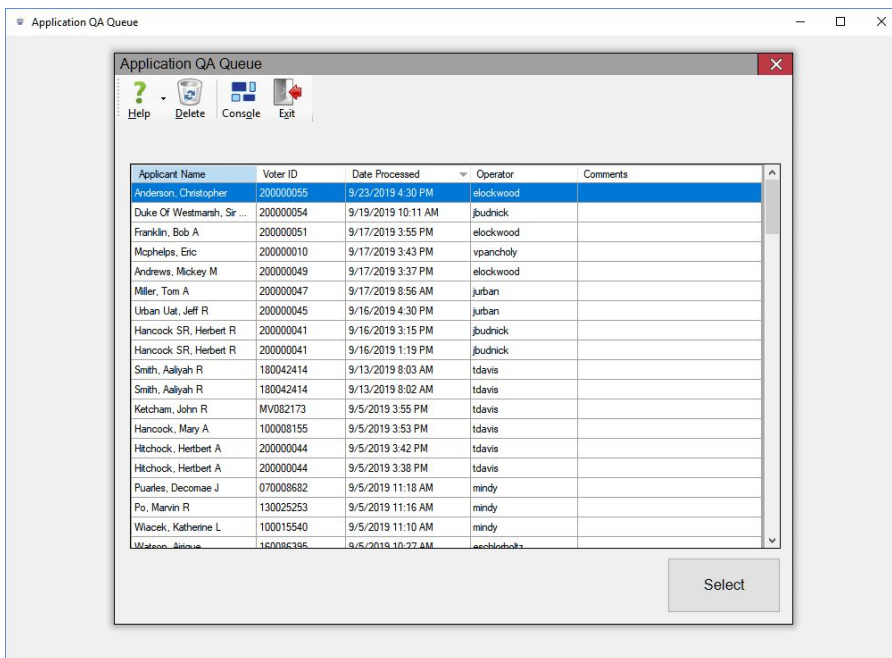 Application QA Queue
Application QA Queue
Help Delete Console Exit
Applicant Name Voter ID Date Processed Operator Comments
Anderson, Christopher 200000055 9/23/2019 4:30 PM elockwood
Duke Of Westmarsh, Sir ... 200000054 9/19/2019 10:11 AM jbudnick
Franklin, Bob A 200000051 9/17/2019 3:55 PM elockwood
Mcphelps, Eric 200000010 9/17/2019 3:43 PM vpancholy
Andrews, Mickey M 200000049 9/17/2019 3:37 PM elockwood
Miller, Tom A 200000047 9/17/2019 8:56 AM jurban
Urban Uat, Jeff R 200000045 9/16/2019 4:30 PM jurban
Hancock SR, Herbert R 200000041 9/16/2019 3:15 PM jbudnick
Hancock SR, Herbert R 200000041 9/16/2019 1:19 PM jbudnick
Smith, Aaliyah R 180042414 9/13/2019 8:03 AM tdavis
Smith, Aaliyah R 180042414 9/13/2019 8:02 AM tdavis
Ketcham, John R MV082173 9/5/2019 3:55 PM tdavis
Hancock, Mary A 100008155 9/5/2019 3:53 PM tdavis
Hitchock, Hertbert A 200000044 9/5/2019 3:42 PM tdavis
Hitchock, Hertbert A 200000044 9/5/2019 3:38 PM tdavis
Puarles, Decomae J 070008682 9/5/2019 11:18 AM mindy
Po, Marvin R 130025253 9/5/2019 11:16 AM mindy
Wiacek, Katherine L 100015540 9/5/2019 11:10 AM mindy
Watson, 160086395 9/5/2019 10:27 AM
Select